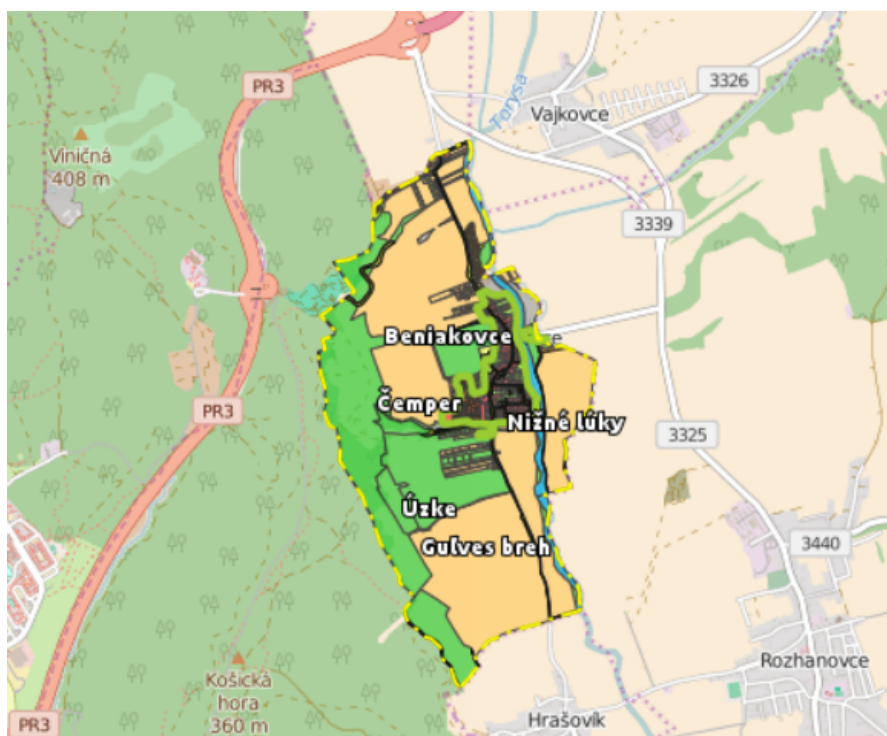 PR3
3326
Torysa
Vajkovce
Viničná
408 m
3339
Beniakovce
Čemper
Nižné lúky
PR3
3325
Úzke
Guľves breh
3440
Rozhanovce
Košická
hora
360 m
PR3
Hrašovík